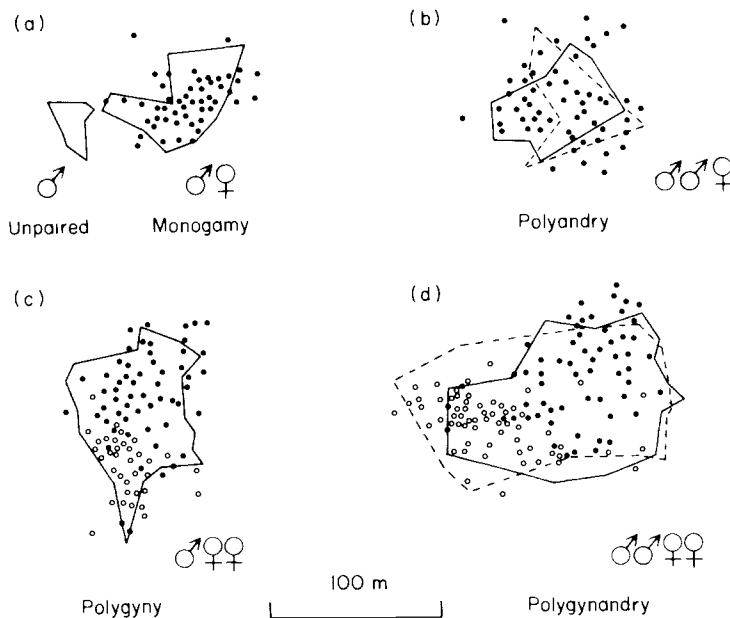 (a)
(b)
♂
♂♀
♂♂♀
Unpaired
Monogamy
Polyandry
(c)
(d)
♂♀♀
♂♂♀♀
100 m
Polygyny
Polygynandry